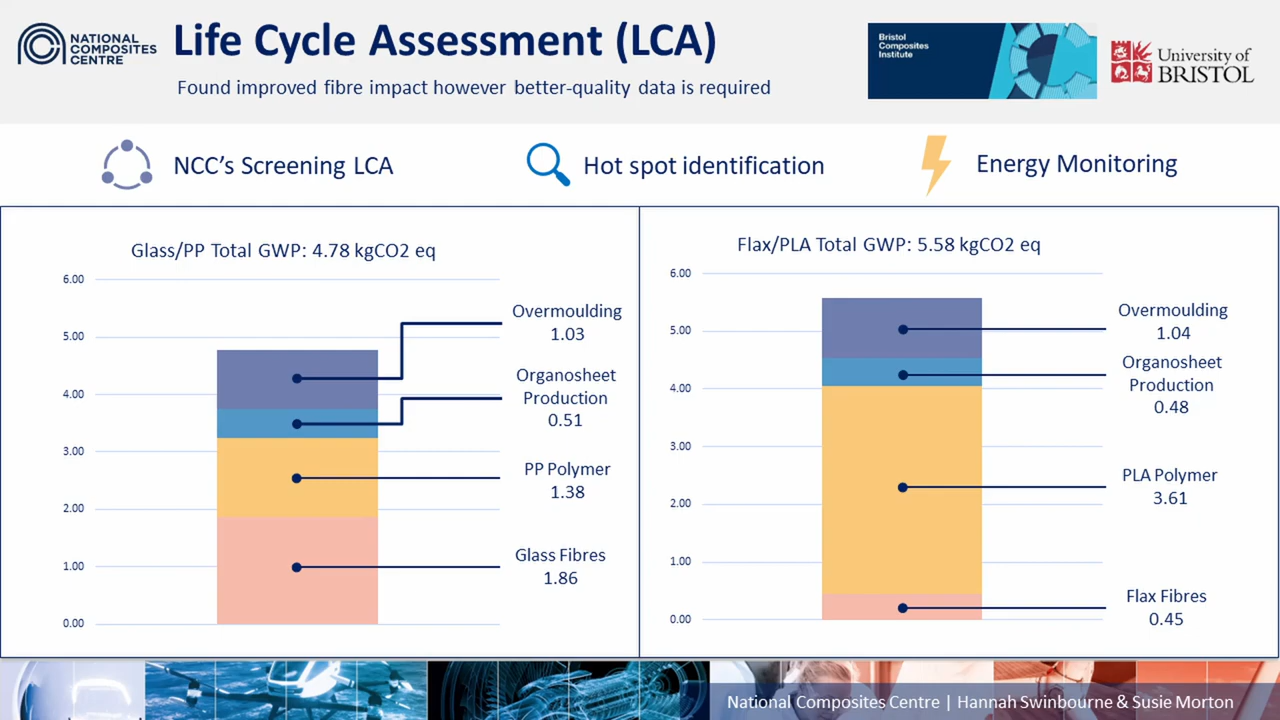 NATIONAL
COMPOSITES
CENTRE
Life Cycle Assessment (LCA)
Found improved fibre impact however better-quality data is required
Bristol
Composites
Institute
University of
BRISTOL
NCC's Screening LCA
Hot spot identification
Energy Monitoring
Glass/PP Total GWP: 4.78 kgCO2 eq
6.00
5.00
4.00
3.00
2.00
1.00
0.00
Overmoulding
1.03
Organosheet
Production
0.51
PP Polymer
1.38
Glass Fibres
1.86
Flax/PLA Total GWP: 5.58 kgCO2 eq
6.00
5.00
4.00
3.00
2.00
1.00
0.00
Overmoulding
1.04
Organosheet
Production
0.48
PLA Polymer
3.61
Flax Fibres
0.45
National Composites Centre | Hannah Swinbourne & Susie Morton